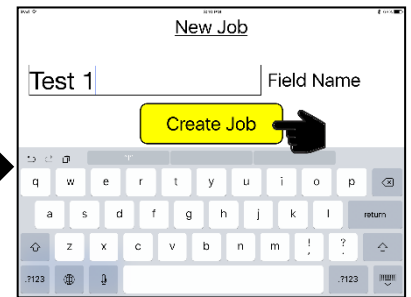 New Job
Test 1 Field Name
Create Job
q w e r t y u i o p
a s d f g h j k l return
z x c v b n m ! ?
.?123 .?123